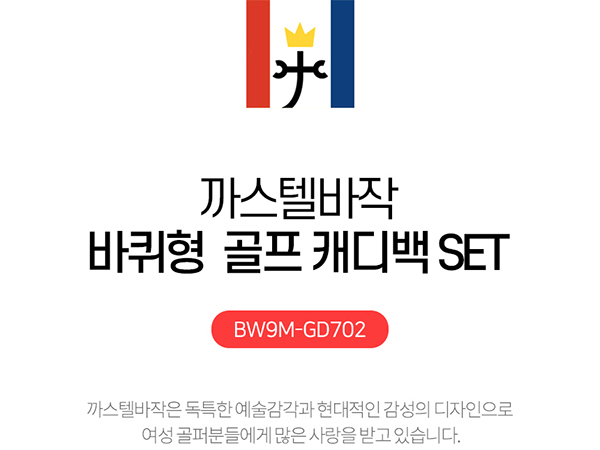 까스텔바작
바퀴형 골프 캐디백 SET
BW9M-GD702
까스텔바작은 독특한 예술감각과 현대적인 감성의 디자인으로
여성 골퍼분들에게 많은 사랑을 받고 있습니다.